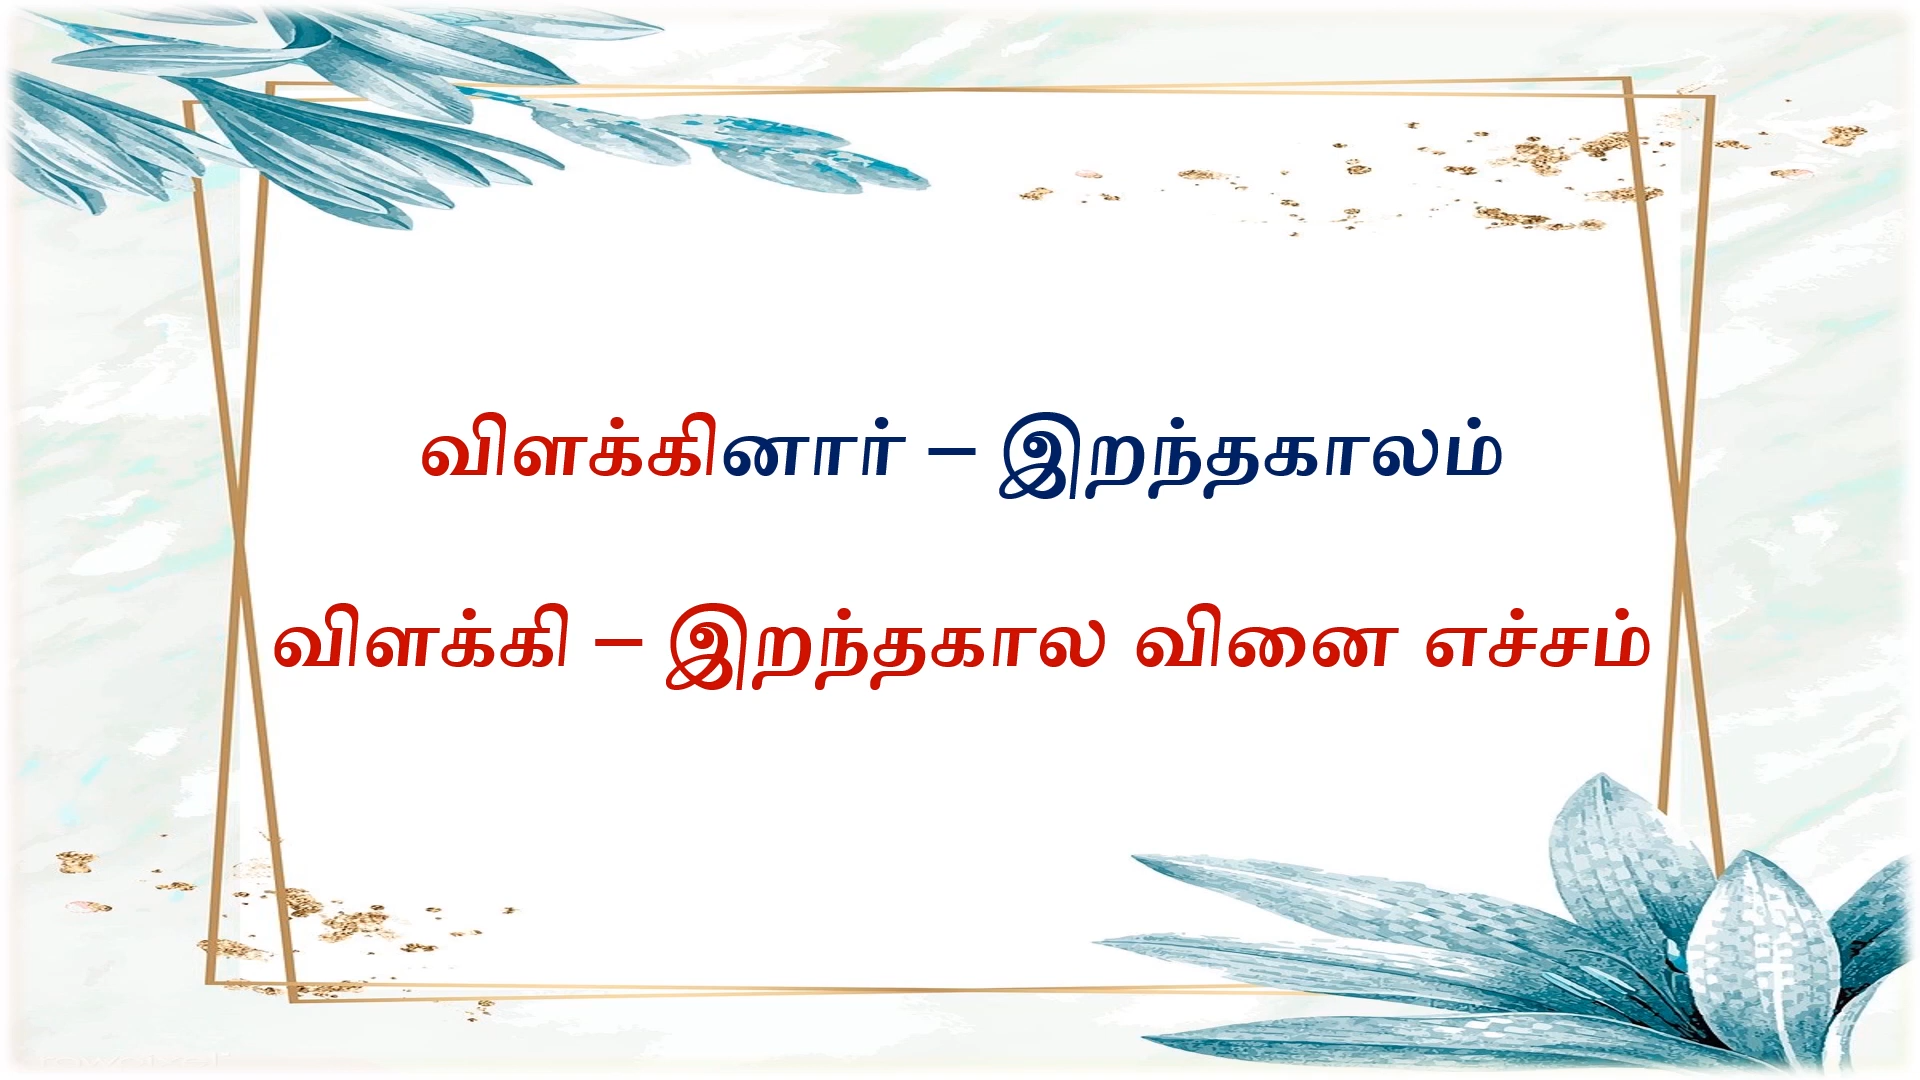 விளக்கினார் – இறந்தகாலம்
விளக்கி – இறந்தகால வினை எச்சம்